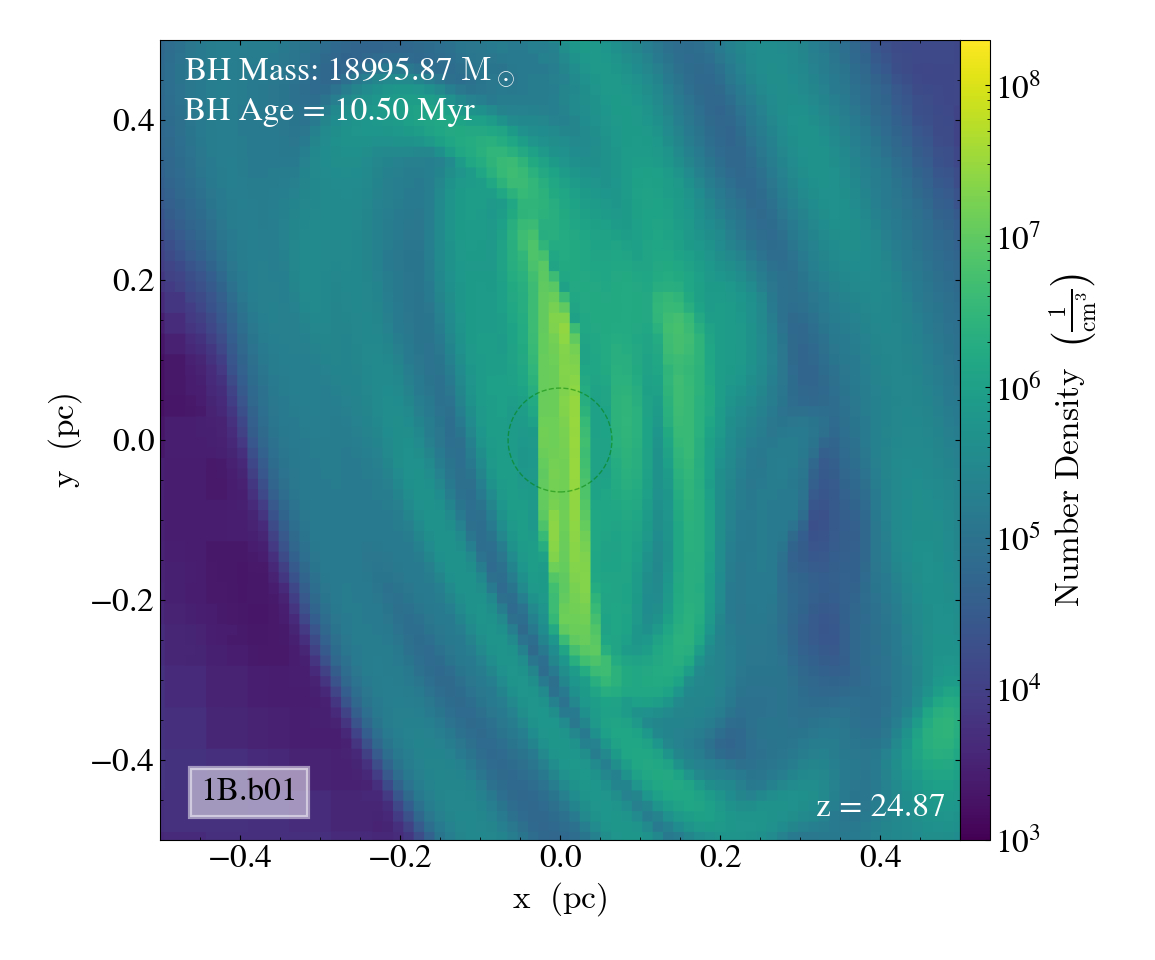 BH Mass: 18995.87 M⊙
BH Age = 10.50 Myr
0.4
0.2
0.0
−0.2
−0.4
y (pc)
1B.b01
z = 24.87
−0.4 −0.2 0.0 0.2 0.4
x (pc)
10⁸
10⁷
10⁶
10⁵
10⁴
10³
Number Density (1/cm³)